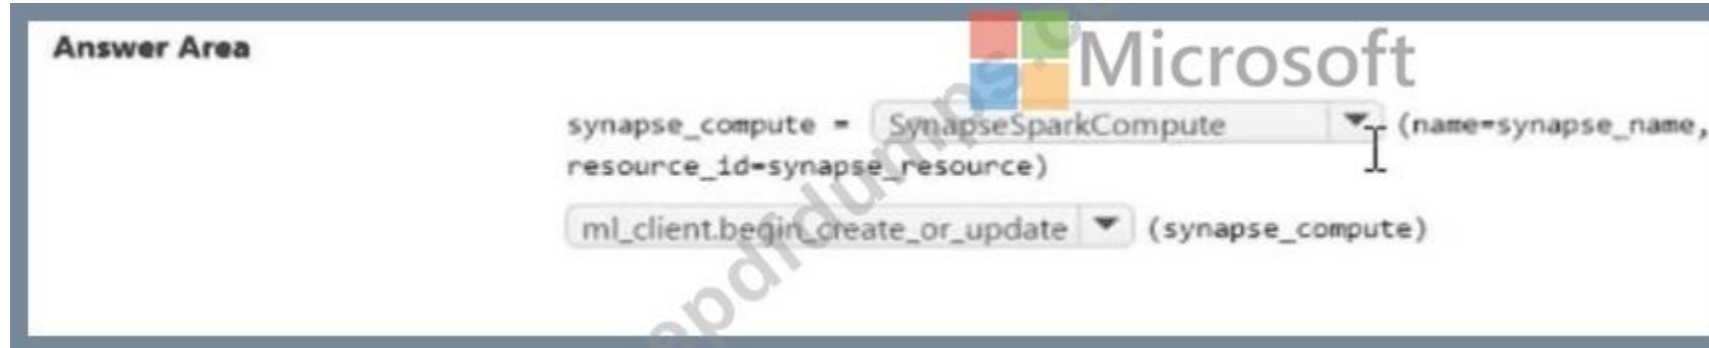 Answer Area
Microsoft
synapse_compute = SynapseSparkCompute (name=synapse_name,
resource_id=synapse_resource)
ml_client.begin_create_or_update (synapse_compute)